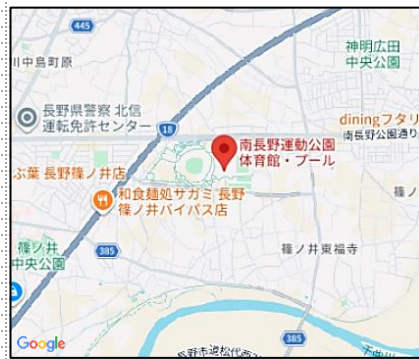 445
川中島町原
神明広田
中央公園
長野県警察 北信
運転免許センター
18
diningフタリ
南長野公園通り
南長野運動公園
体育館・プール
ぶ葉 長野篠ノ井店
和食麺処サガミ 長野
篠ノ井バイパス店
篠ノ
385
篠ノ井
中央公園
篠ノ井東福寺
385
Google